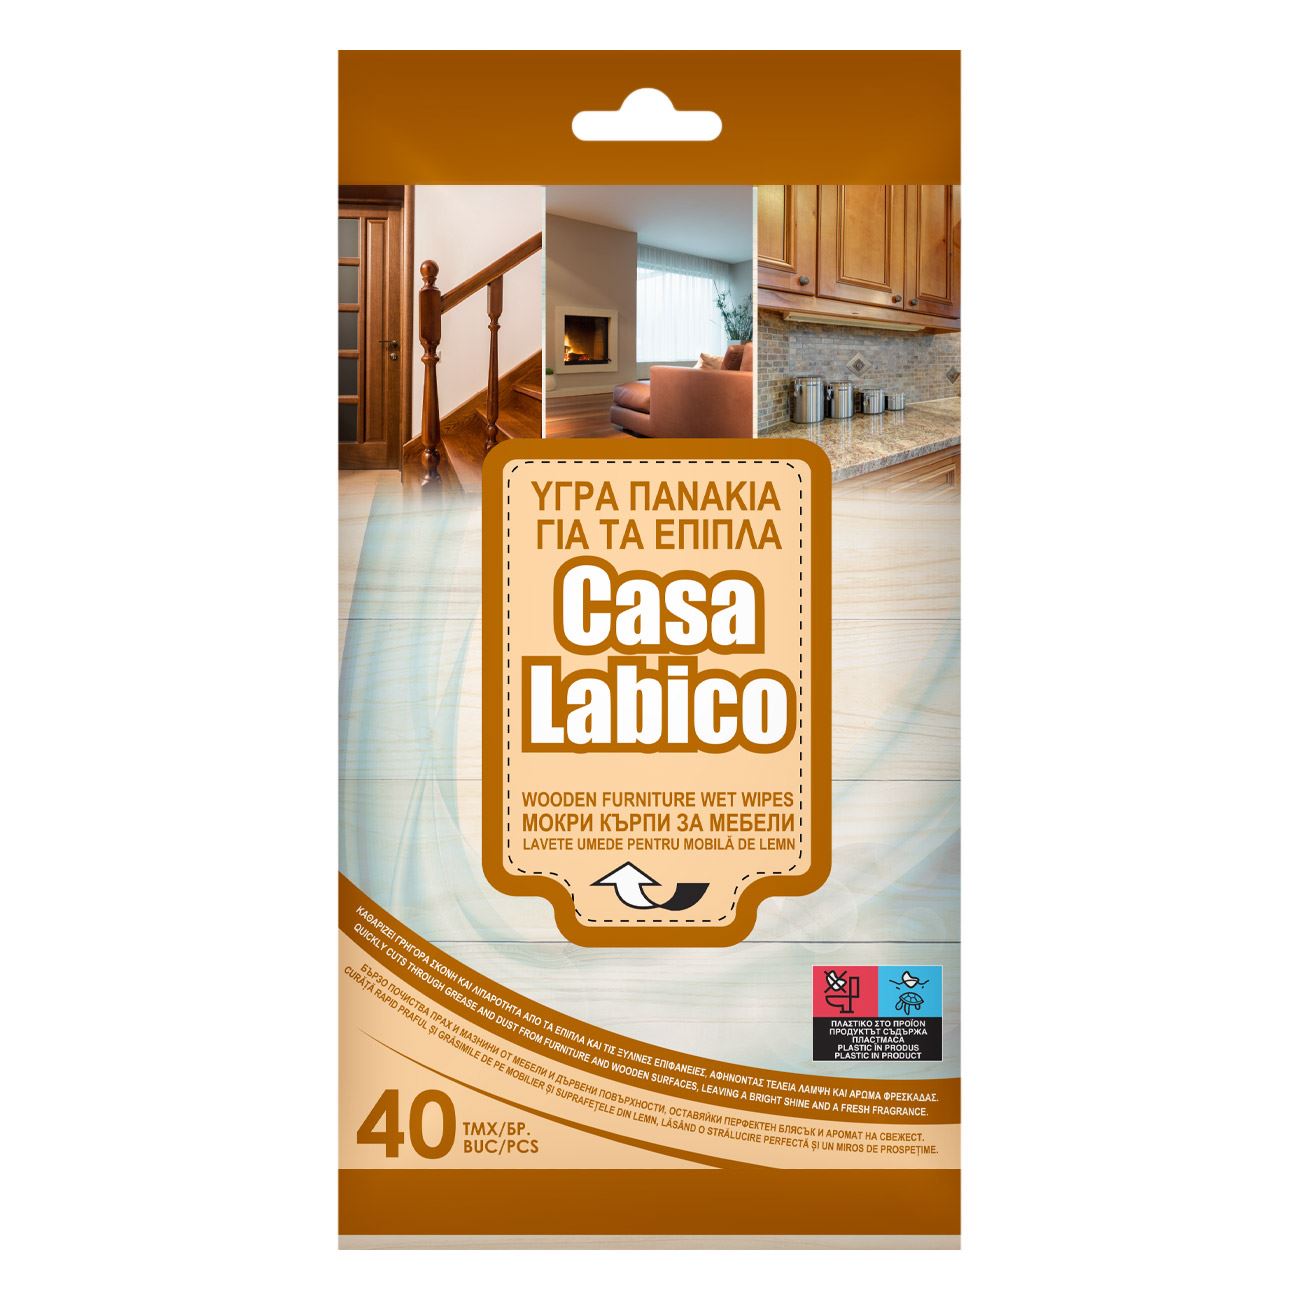 ΥΓΡΑ ΠΑΝΑΚΙΑ
ΓΙΑ ΤΑ ΕΠΙΠΛΑ
Casa
Labico
WOODEN FURNITURE WET WIPES
МОКРИ КЪРПИ ЗА МЕБЕЛИ
LAVETE UMEDE PENTRU MOBILĂ DE LEMN
ΚΑΘΑΡΙΖΕΙ ΓΡΗΓΟΡΑ ΣΚΟΝΗ ΚΑΙ ΛΙΠΑΡΟΤΗΤΑ ΑΠΟ ΤΑ ΕΠΙΠΛΑ ΚΑΙ ΤΙΣ ΞΥΛΙΝΕΣ ΕΠΙΦΑΝΕΙΕΣ, ΑΦΗΝΟΝΤΑΣ ΤΕΛΕΙΑ ΛΑΜΨΗ ΚΑΙ ΑΡΩΜΑ ΦΡΕΣΚΑΔΑΣ.
QUICKLY CUTS THROUGH GREASE AND DUST FROM FURNITURE AND WOODEN SURFACES, LEAVING A BRIGHT SHINE AND A FRESH FRAGRANCE.
БЪРЗО ПОЧИСТВА ПРАХ И МАЗНИНИ ОТ МЕБЕЛИ И ДЪРВЕНИ ПОВЪРХНОСТИ, ОСТАВЯЙКИ ПЕРФЕКТЕН БЛЯСЪК И АРОМАТ НА СВЕЖЕСТ.
CURĂȚĂ RAPID PRAFUL ȘI GRĂSIMILE DE PE MOBILIER ȘI SUPRAFEȚELE DIN LEMN, LĂSÂND O STRĂLUCIRE PERFECTĂ ȘI UN MIROS DE PROSPEȚIME.
ΠΛΑΣΤΙΚΟ ΣΤΟ ΠΡΟΪΟΝ
ПРОДУКТЪТ СЪДЪРЖА
ПЛАСТМАСА
PLASTIC ÎN PRODUS
PLASTIC IN PRODUCT
40 ΤΜΧ/БР.
BUC/PCS